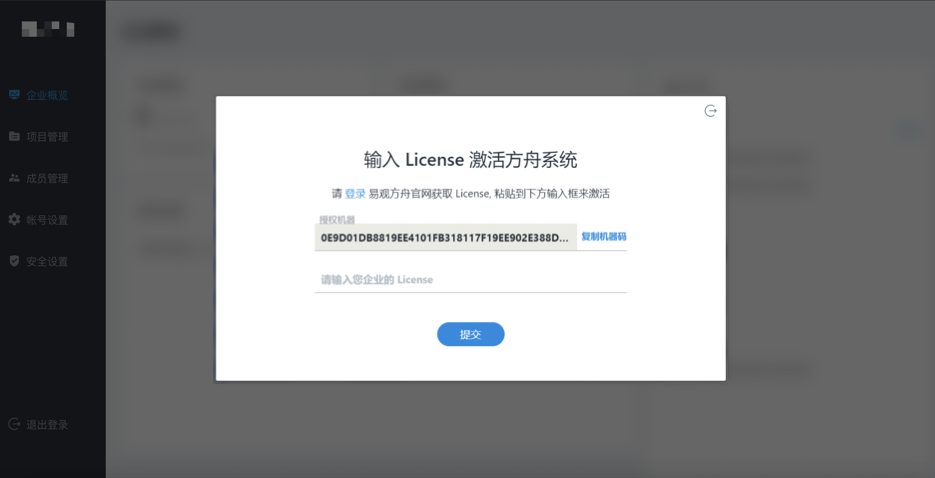 企业概览
项目管理
成员管理
帐号设置
安全设置
退出登录
输入 License 激活方舟系统
请 登录 易观方舟官网获取 License, 粘贴到下方输入框来激活
授权机器
0E9D01DB8819EE4101FB318117F19EE902E388D... 复制机器码
请输入您企业的 License
提交